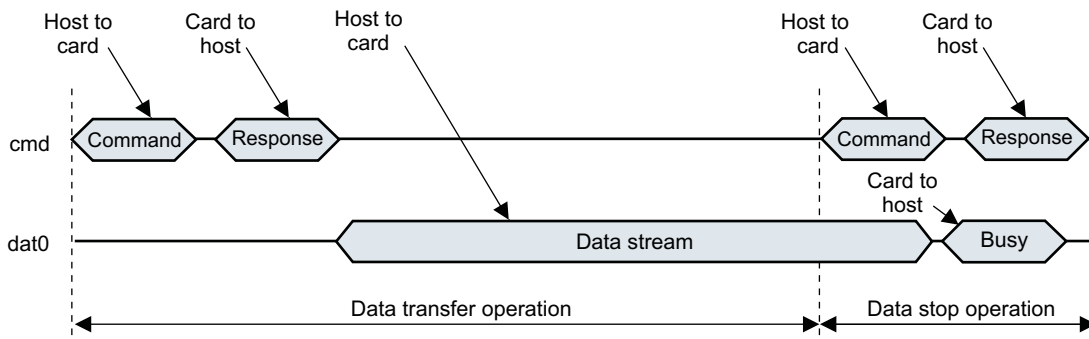 Host to
card
Card to
host
Host to
card
Host to
card
Card to
host
cmd
Command
Response
Command
Response
Card to
host
dat0
Data stream
Busy
Data transfer operation
Data stop operation